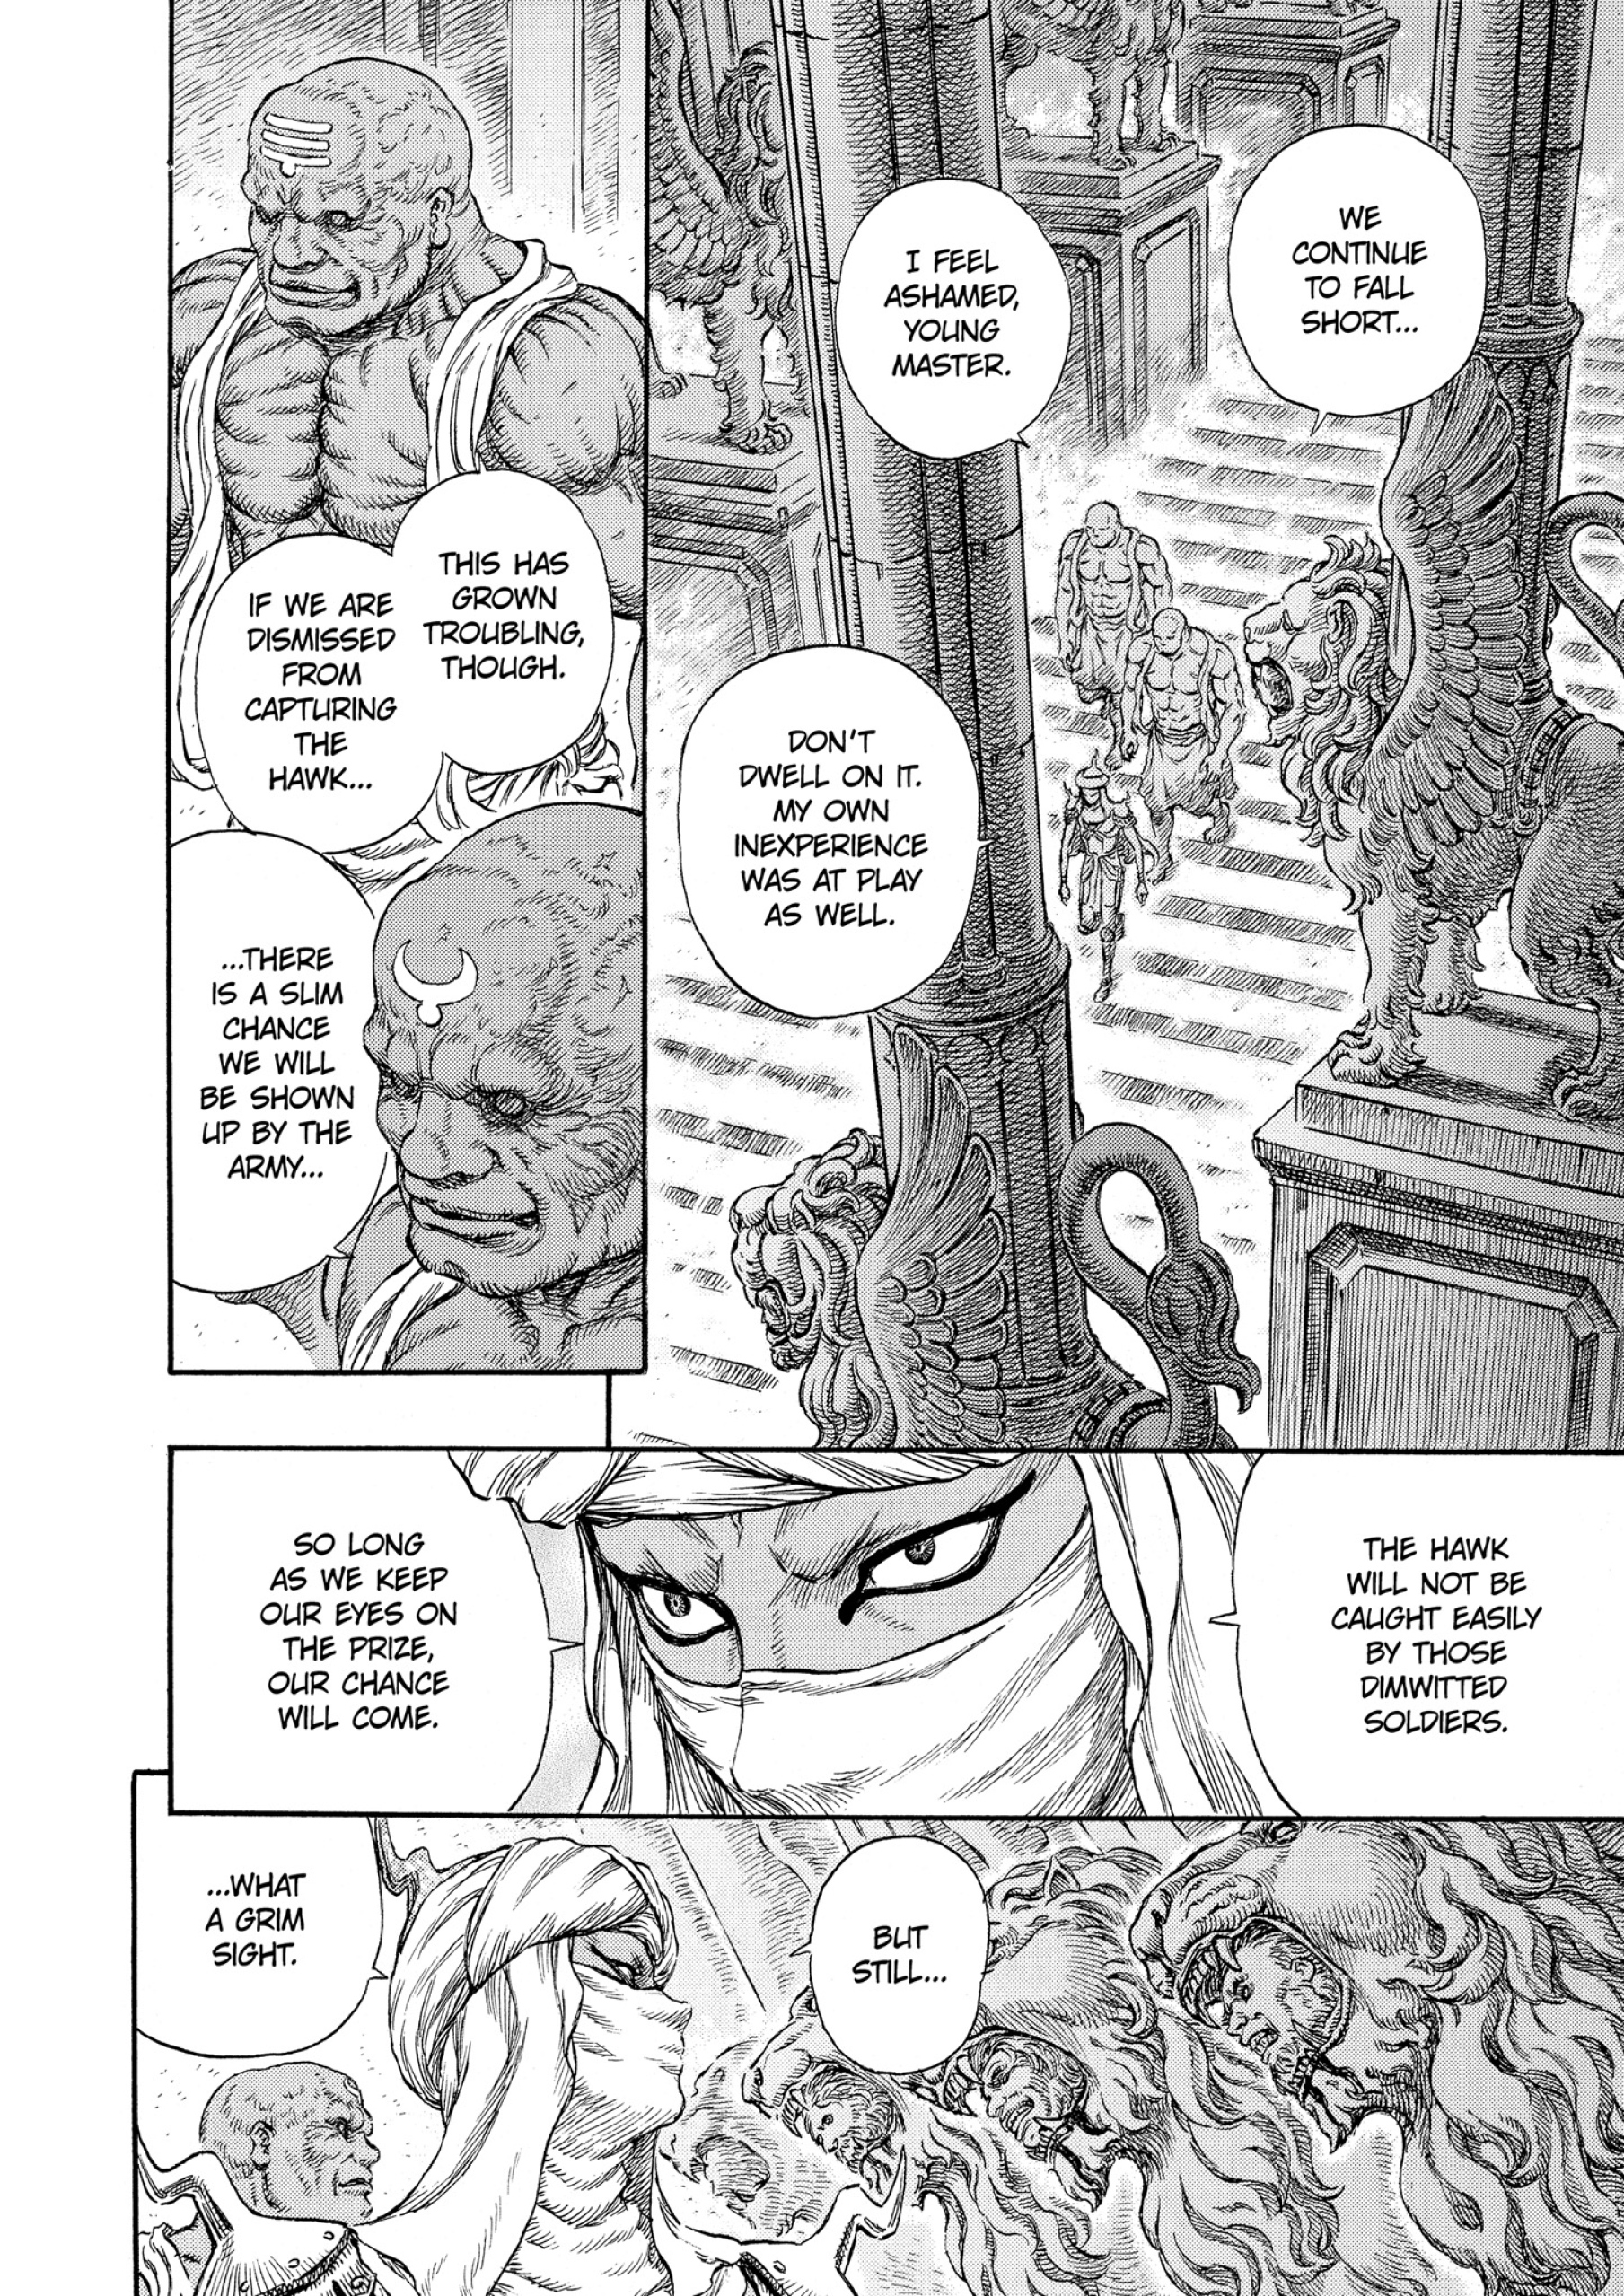 WE
CONTINUE
TO FALL
SHORT...
I FEEL
ASHAMED,
YOUNG
MASTER.
DON'T
DWELL ON IT.
MY OWN
INEXPERIENCE
WAS AT PLAY
AS WELL.
THIS HAS
GROWN
TROUBLING,
THOUGH.
IF WE ARE
DISMISSED
FROM
CAPTURING
THE
HAWK...
...THERE
IS A SLIM
CHANCE
WE WILL
BE SHOWN
UP BY THE
ARMY...
THE HAWK
WILL NOT BE
CAUGHT EASILY
BY THOSE
DIMWITTED
SOLDIERS.
SO LONG
AS WE KEEP
OUR EYES ON
THE PRIZE,
OUR CHANCE
WILL COME.
BUT
STILL...
...WHAT
A GRIM
SIGHT.